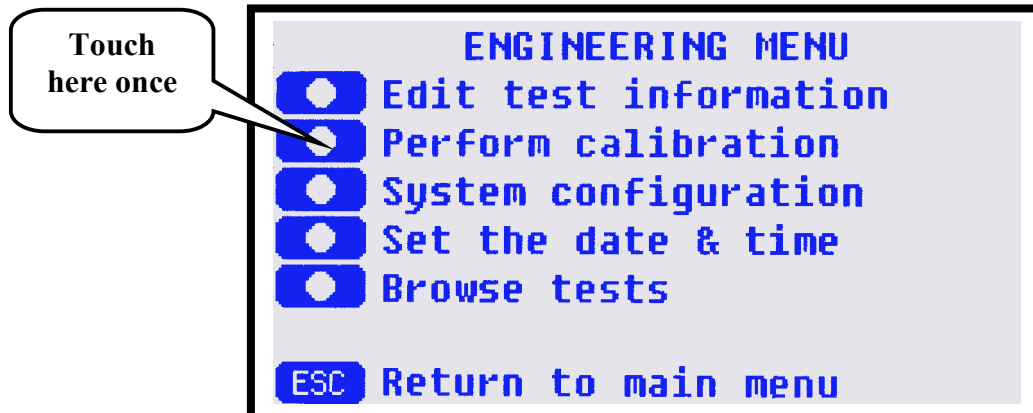 Touch
here once
ENGINEERING MENU
Edit test information
Perform calibration
System configuration
Set the date & time
Browse tests
ESC Return to main menu